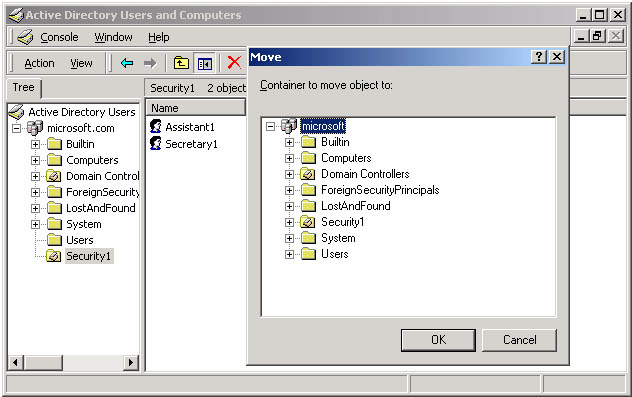 Active Directory Users and Computers
Console Window Help
Action View
Tree
Security1 2 object
Name
Active Directory Users
microsoft.com
Builtin
Computers
Domain Control
ForeignSecurity
LostAndFound
System
Users
Security1
Assistant1
Secretary1
Move
Container to move object to:
microsoft
Builtin
Computers
Domain Controllers
ForeignSecurityPrincipals
LostAndFound
Security1
System
Users
OK Cancel